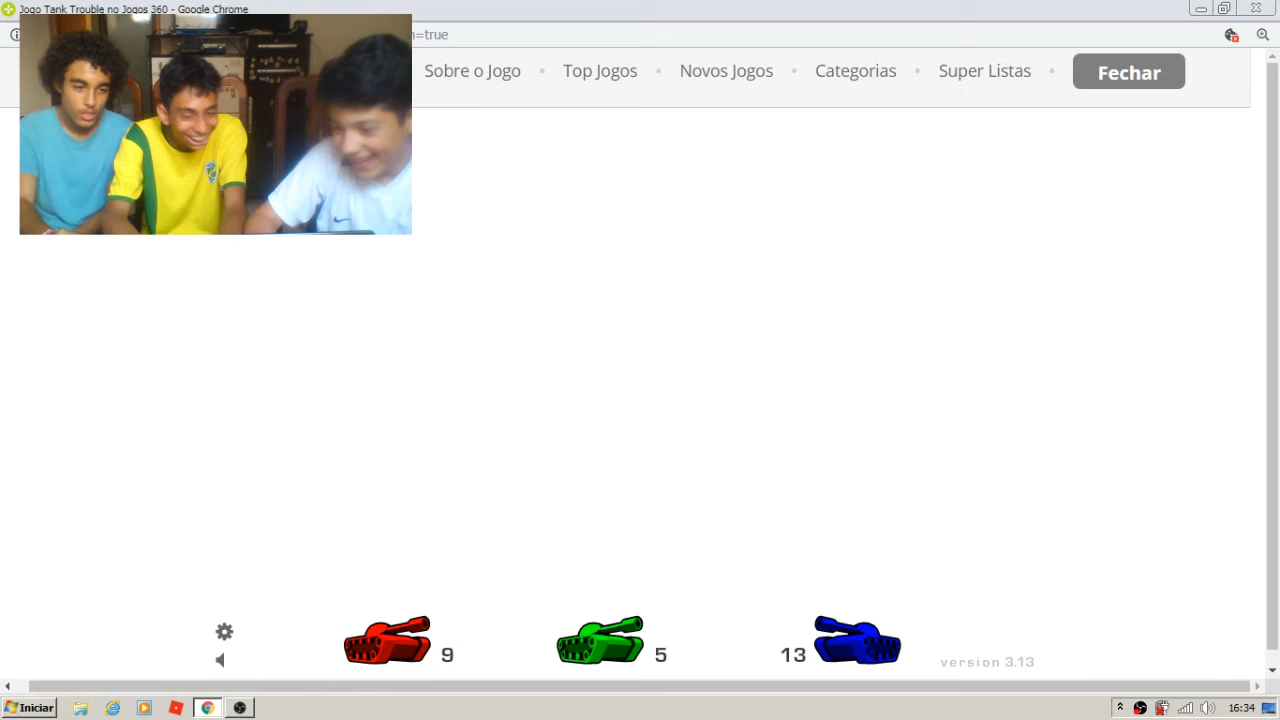 Jogo Tank Trouble no Jogos 360 - Google Chrome
=true
Sobre o Jogo • Top Jogos • Novos Jogos • Categorias • Super Listas • Fechar
9 5 13
version 3.13
Iniciar 16:34